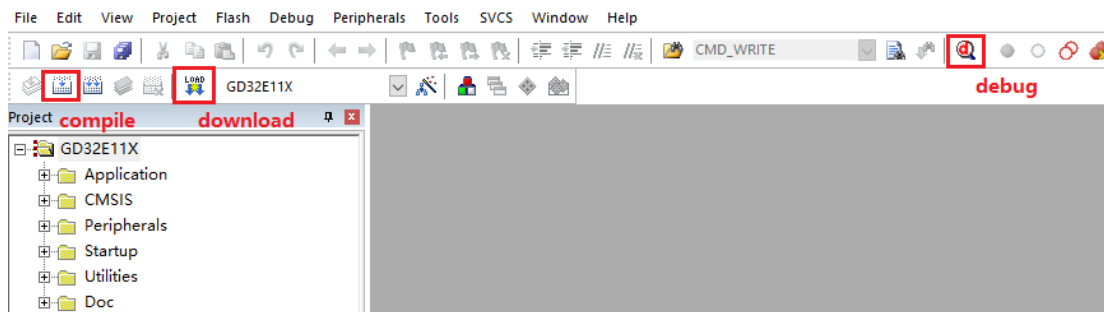 File Edit View Project Flash Debug Peripherals Tools SVCS Window Help
CMD_WRITE
d
LOAD
GD32E11X
debug
Project
compile
download
GD32E11X
Application
CMSIS
Peripherals
Startup
Utilities
Doc